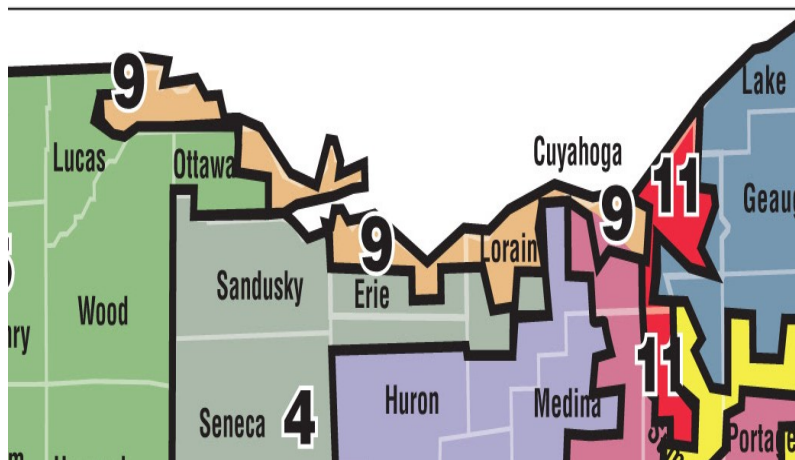 9
Lake
Lucas
Ottawa
Cuyahoga
11
Geaug
9
9
Lorain
Sandusky
Erie
Wood
nry
11
Huron
Medina
Seneca
4
Portage
m